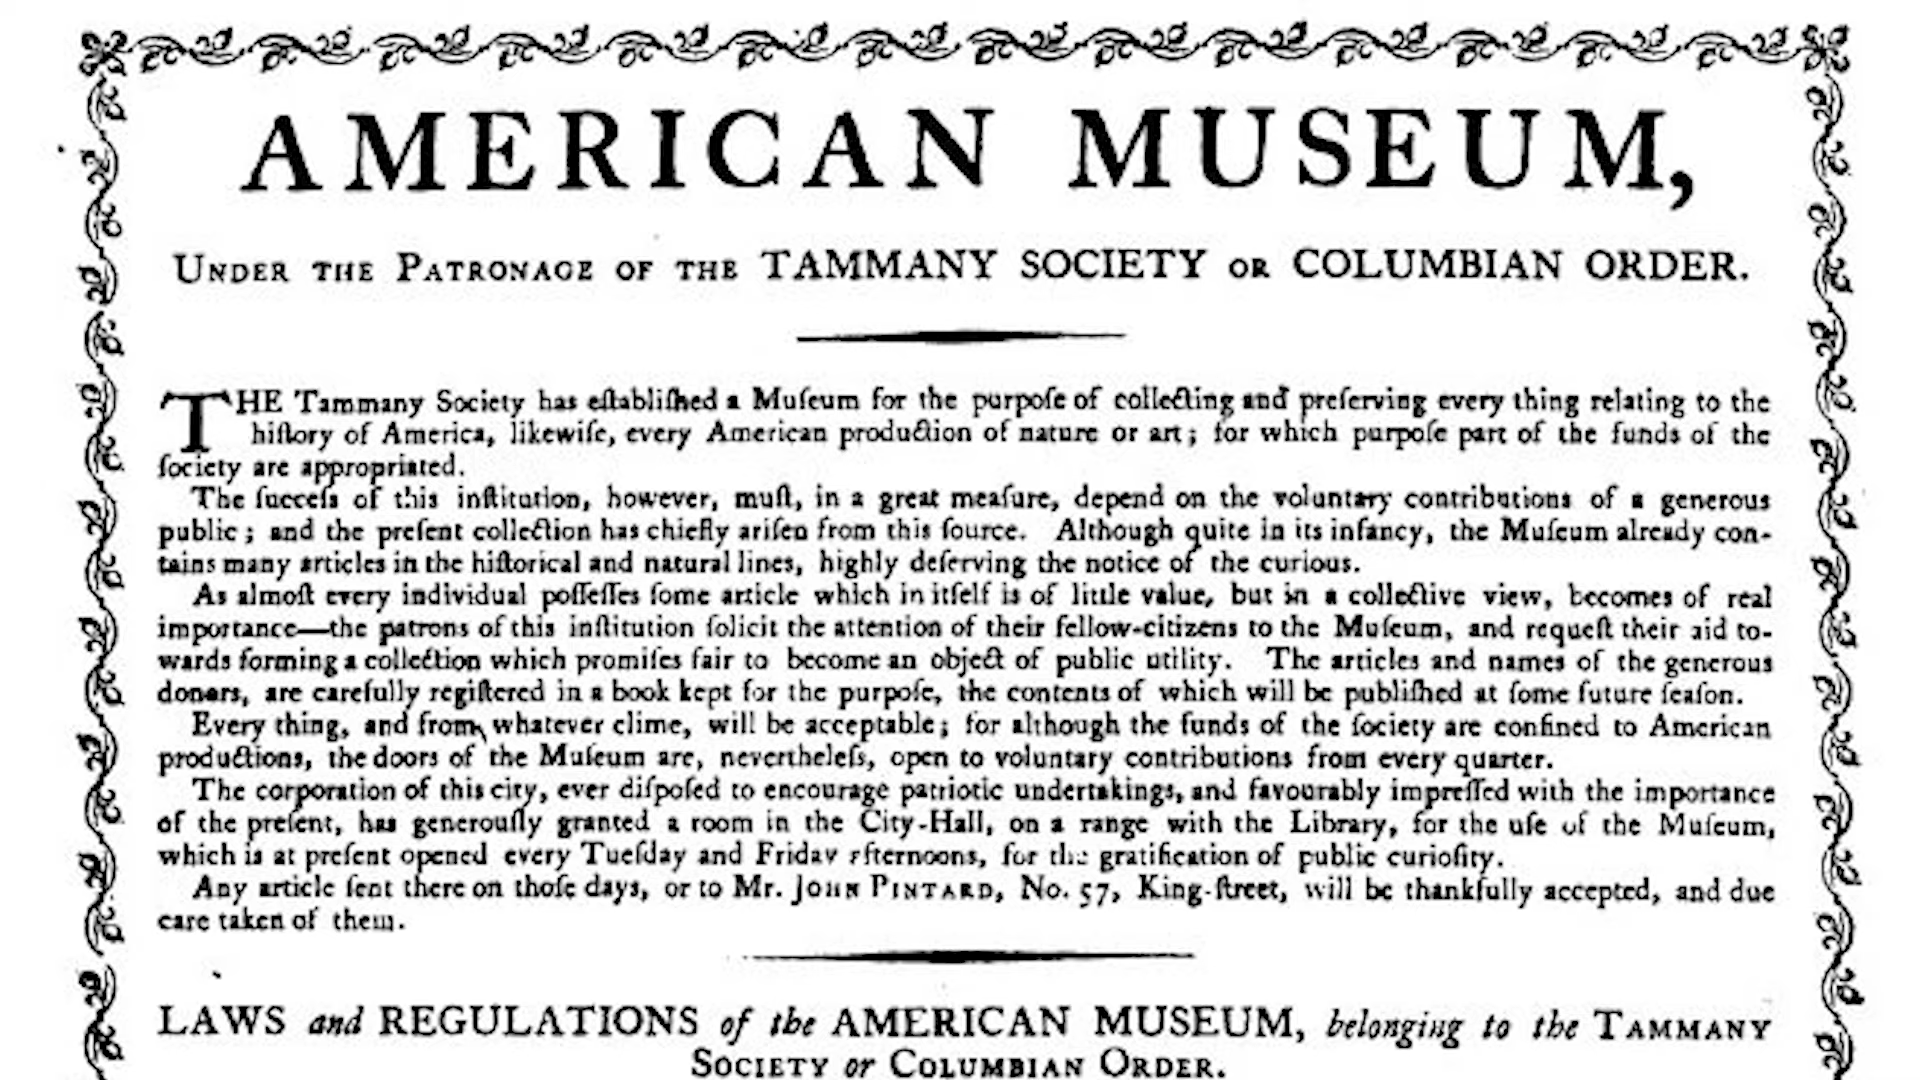 AMERICAN MUSEUM,
UNDER THE PATRONAGE OF THE TAMMANY SOCIETY OR COLUMBIAN ORDER.
THE Tammany Society has eſtabliſhed a Muſeum for the purpoſe of collecting and preſerving every thing relating to the
hiſtory of America, likewiſe, every American production of nature or art; for which purpoſe part of the funds of the
ſociety are appropriated.
The ſucceſs of this inſtitution, however, muſt, in a great meaſure, depend on the voluntary contributions of a generous
public; and the preſent collection has chiefly ariſen from this ſource. Although quite in its infancy, the Muſeum already con-
tains many articles in the hiſtorical and natural lines, highly deſerving the notice of the curious.
As almoſt every individual poſſeſſes ſome article which in itſelf is of little value, but in a collective view, becomes of real
importance—the patrons of this inſtitution ſolicit the attention of their fellow-citizens to the Muſeum, and requeſt their aid to-
wards forming a collection which promiſes fair to become an object of public utility. The articles and names of the generous
donors, are carefully regiſtered in a book kept for the purpoſe, the contents of which will be publiſhed at ſome future ſeaſon.
Every thing, and from whatever clime, will be acceptable; for although the funds of the ſociety are confined to American
productions, the doors of the Muſeum are, nevertheleſs, open to voluntary contributions from every quarter.
The corporation of this city, ever diſpoſed to encourage patriotic undertakings, and favourably impreſſed with the importance
of the preſent, has generouſly granted a room in the City-Hall, on a range with the Library, for the uſe of the Muſeum,
which is at preſent opened every Tueſday and Friday afternoons, for the gratification of public curioſity.
Any article ſent there on thoſe days, or to Mr. JOHN PINTARD, No. 57, King-ſtreet, will be thankfully accepted, and due
care taken of them.
LAWS and REGULATIONS of the AMERICAN MUSEUM, belonging to the TAMMANY
SOCIETY or COLUMBIAN ORDER.